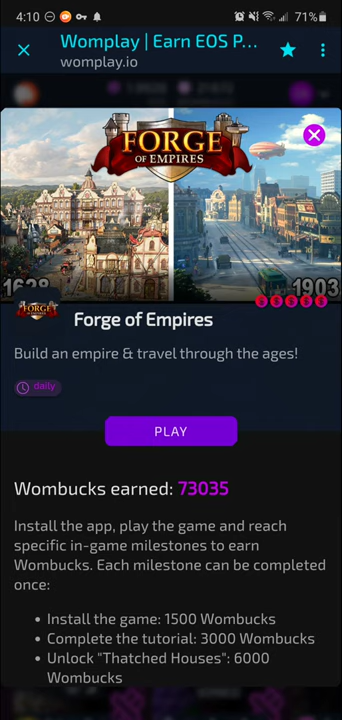 4:10
71%
Womplay | Earn EOS P...
womplay.io
FORGE
OF EMPIRES
1903
FORGE
Forge of Empires
Build an empire & travel through the ages!
daily
PLAY
Wombucks earned: 73035
Install the app, play the game and reach
specific in-game milestones to earn
Wombucks. Each milestone can be completed
once:
• Install the game: 1500 Wombucks
• Complete the tutorial: 3000 Wombucks
• Unlock "Thatched Houses": 6000
Wombucks